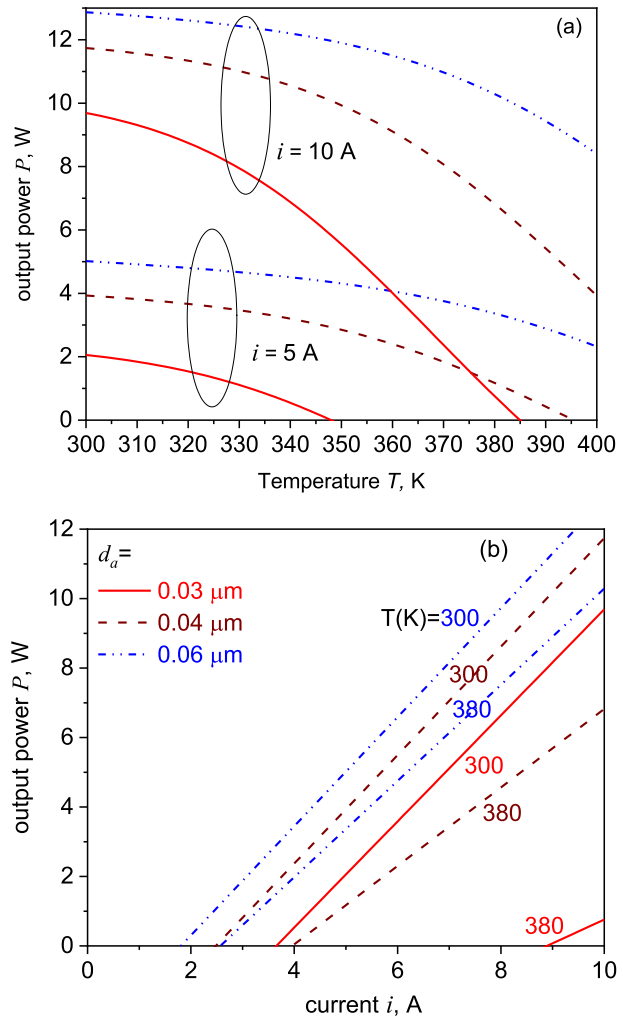 (a)
12
10
8
6
4
2
0
output power P, W
i = 10 A
i = 5 A
300 310 320 330 340 350 360 370 380 390 400
Temperature T, K
(b)
12
10
8
6
4
2
0
output power P, W
dₐ=
0.03 μm
0.04 μm
0.06 μm
T(K)=300
300
380
300
380
380
0 2 4 6 8 10
current i, A